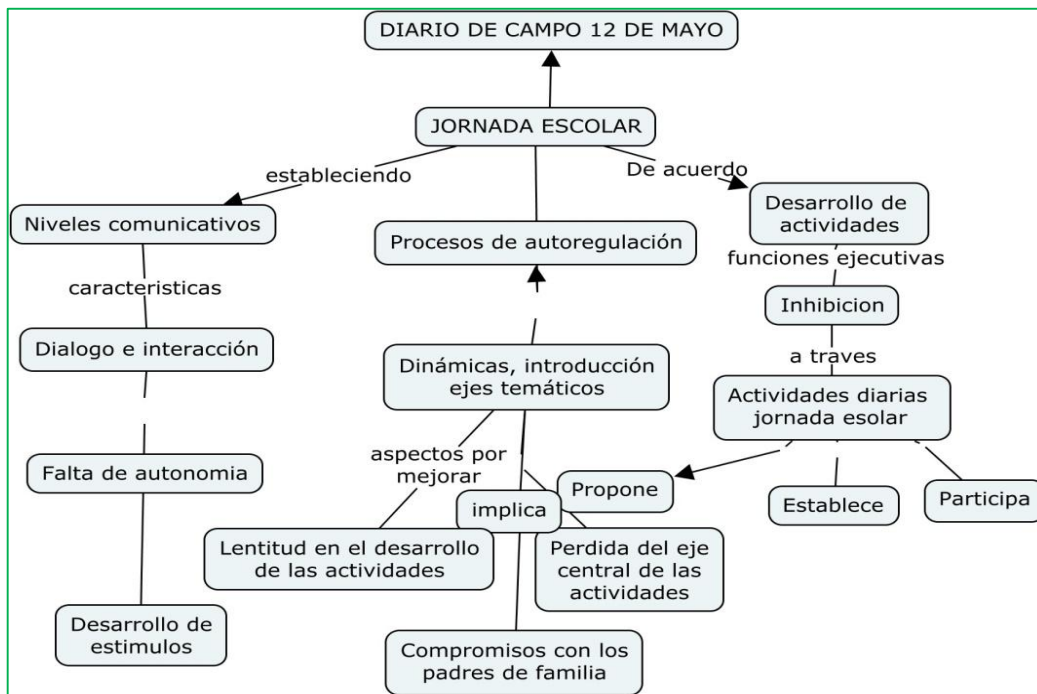 DIARIO DE CAMPO 12 DE MAYO
JORNADA ESCOLAR
estableciendo
De acuerdo
Niveles comunicativos
Procesos de autoregulación
Desarrollo de
actividades
caracteristicas
funciones ejecutivas
Inhibicion
Dialogo e interacción
a traves
Dinámicas, introducción
ejes temáticos
Actividades diarias
jornada esolar
Falta de autonomia
aspectos por
mejorar
Propone
Establece
Participa
implica
Lentitud en el desarrollo
de las actividades
Perdida del eje
central de las
actividades
Desarrollo de
estimulos
Compromisos con los
padres de familia